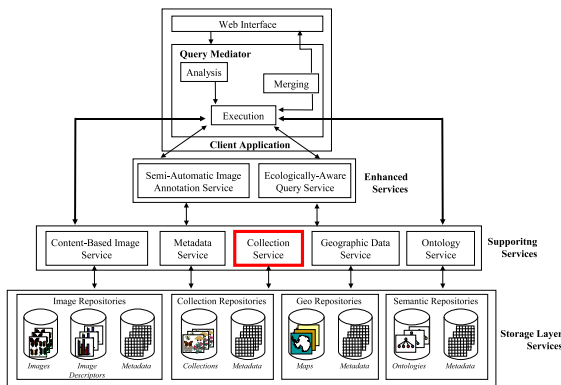 Web Interface
Query Mediator
Analysis
Merging
Execution
Client Application
Semi-Automatic Image
Annotation Service
Ecologically-Aware
Query Service
Enhanced
Services
Content-Based Image
Service
Metadata
Service
Collection
Service
Geographic Data
Service
Ontology
Service
Supporitng
Services
Image Repositories
Collection Repositories
Geo Repositories
Semantic Repositories
Images
Image
Descriptors
Metadata
Collections
Metadata
Maps
Metadata
Ontologies
Metadata
Storage Layer
Services